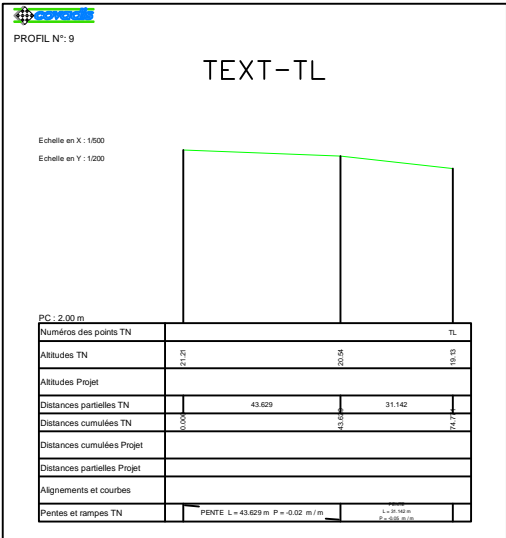 covadis
PROFIL N°: 9
TEXT-TL
Echelle en X : 1/500
Echelle en Y : 1/200
PC : 2.00 m
Numéros des points TN TL
Altitudes TN 21.21 20.54 19.13
Altitudes Projet
Distances partielles TN 43.629 31.142
Distances cumulées TN 0.000
Distances cumulées Projet
Distances partielles Projet
Alignements et courbes
Pentes et rampes TN PENTE L = 43.629 m P = -0.02 m / m
L = 31.142 m